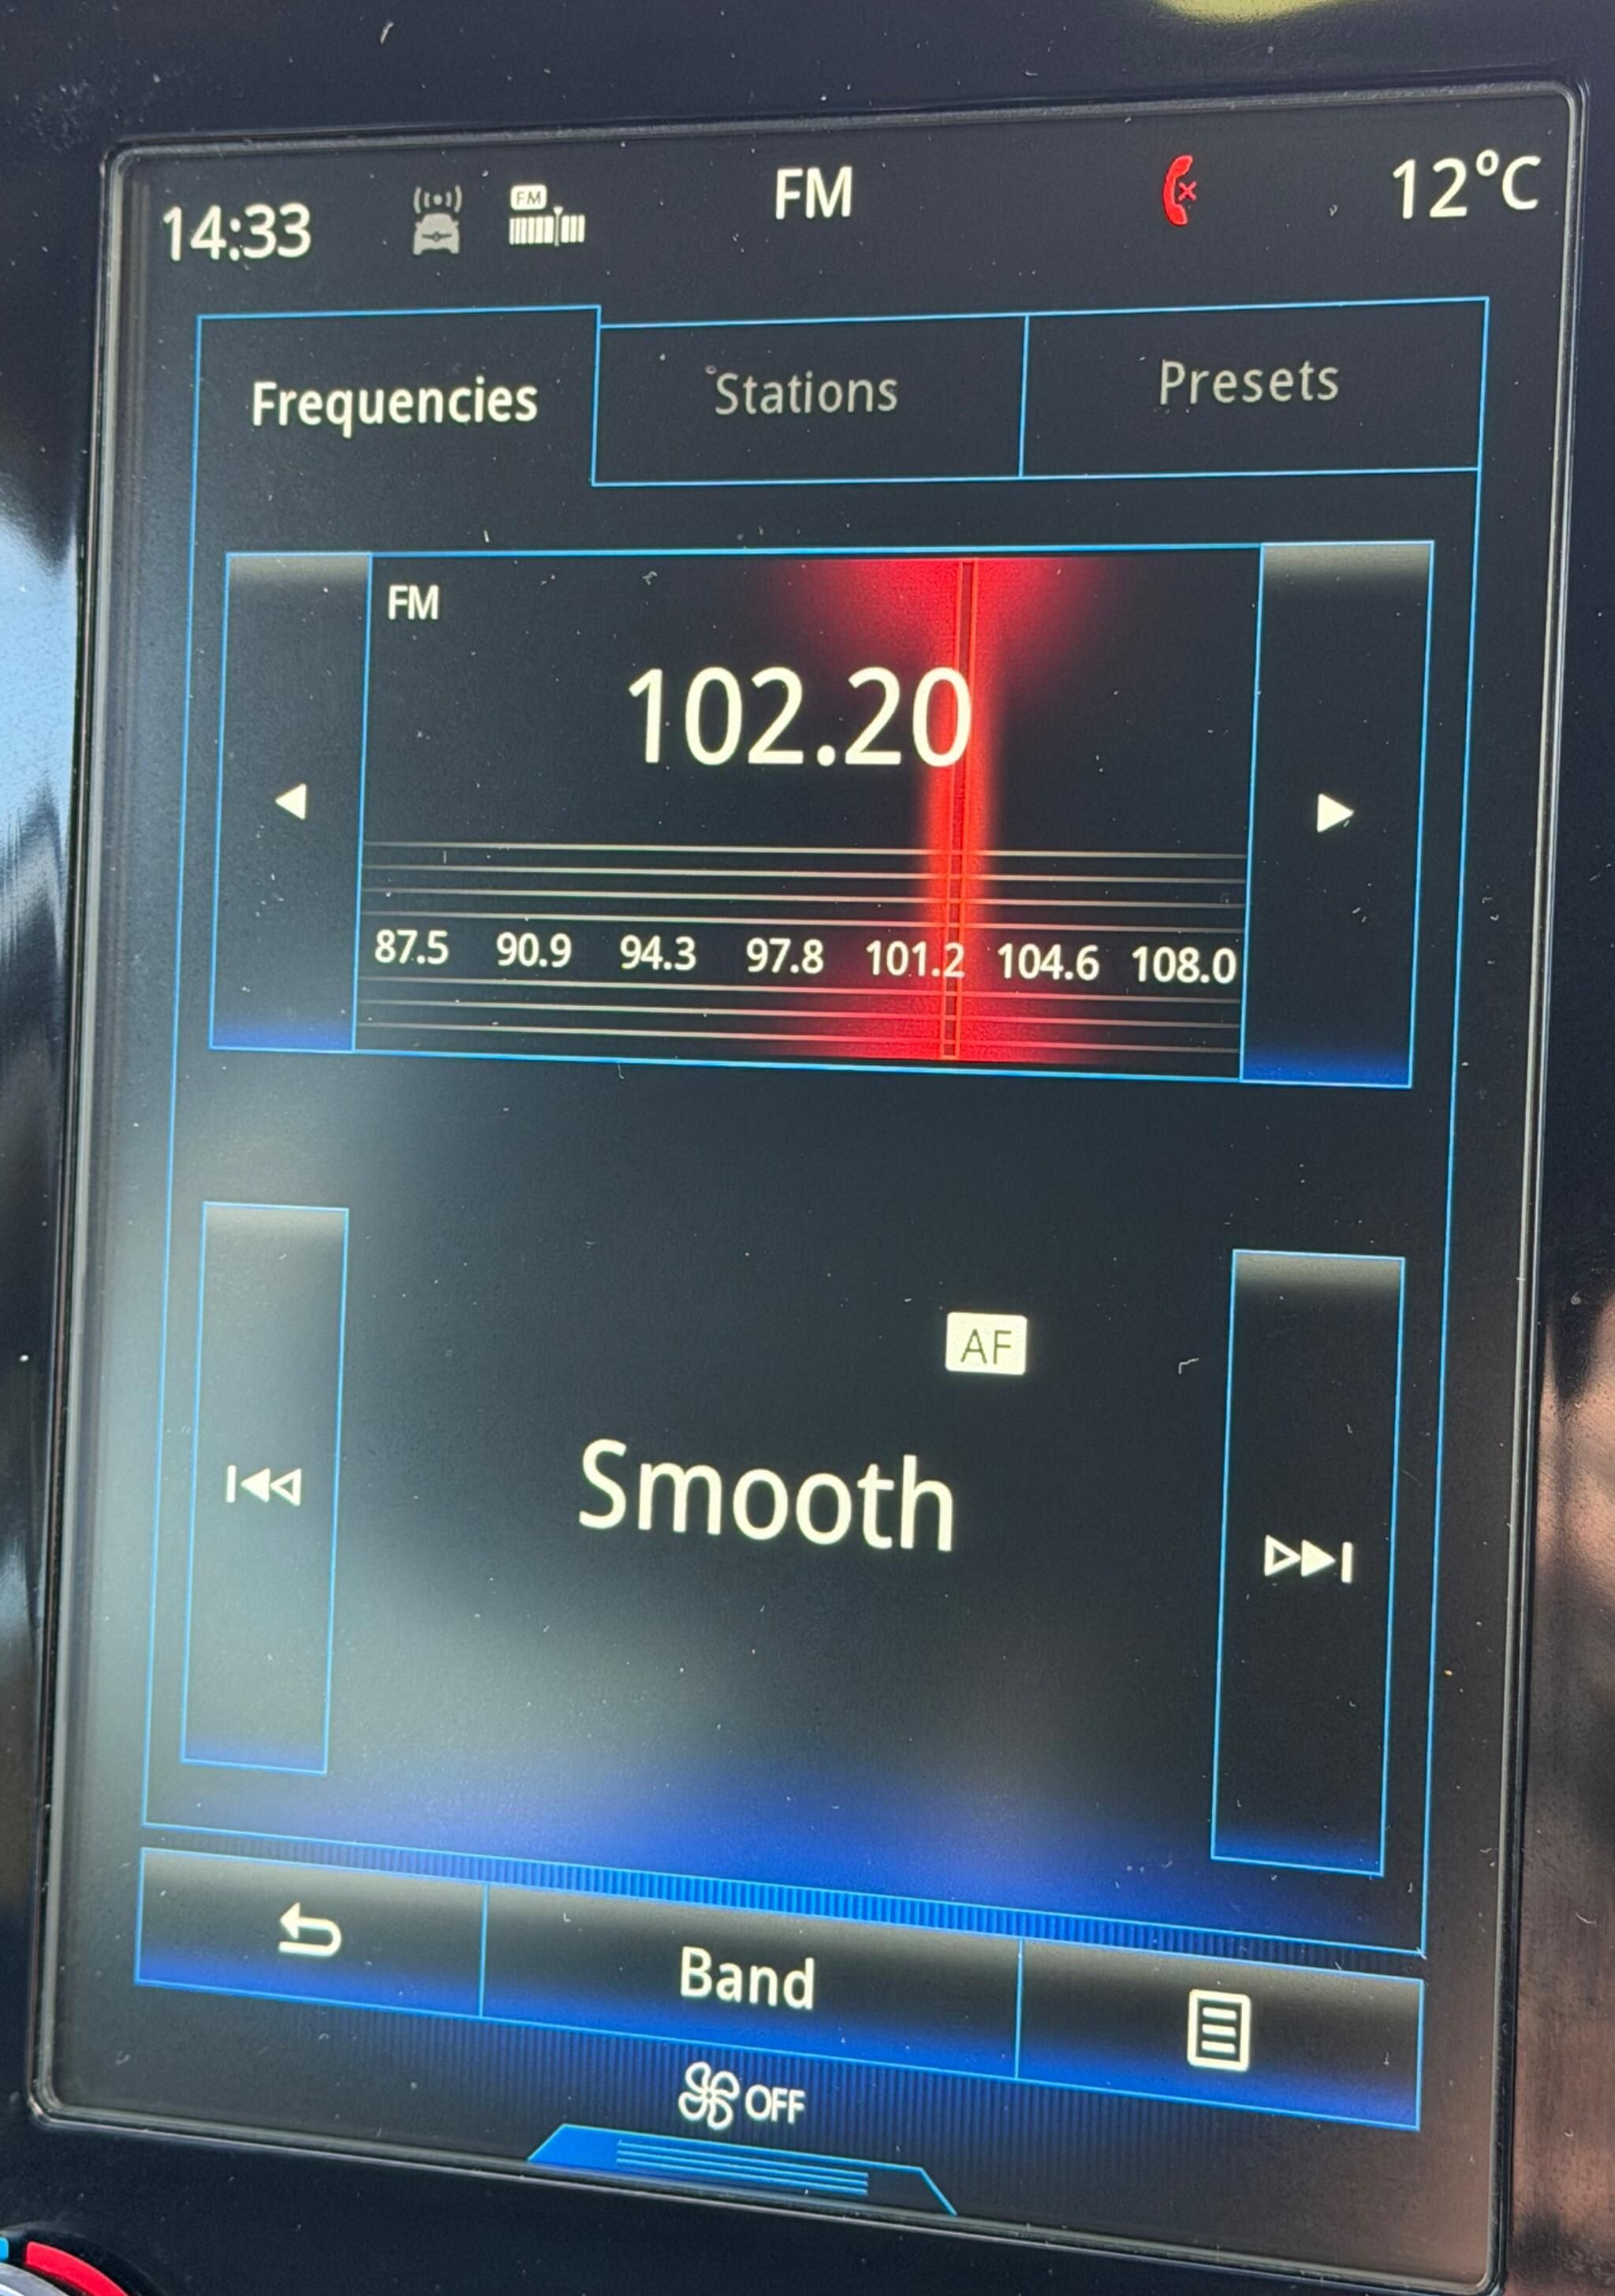 14:33 FM FM 12°C
Frequencies Stations Presets
FM
102.20
87.5 90.9 94.3 97.8 101.2 104.6 108.0
AF
Smooth
Band
OFF